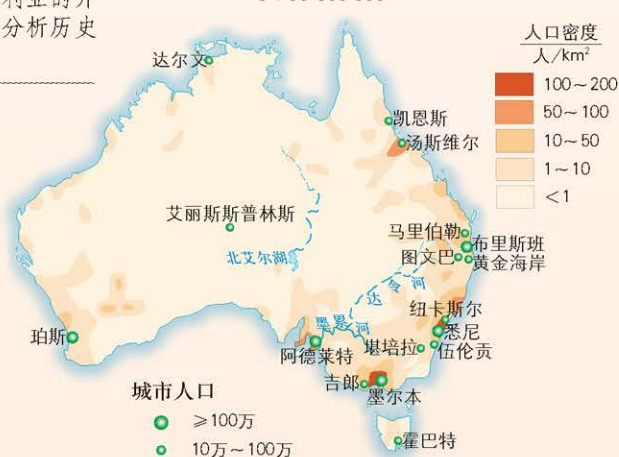 分析历史
人口密度
人/km²
100～200
50～100
10～50
1～10
＜1
达尔文
凯恩斯
汤斯维尔
艾丽斯斯普林斯
北艾尔湖
马里伯勒
布里斯班
图文巴
黄金海岸
达令河
纽卡斯尔
悉尼
伍伦贡
堪培拉
墨累河
珀斯
阿德莱特
吉郎
墨尔本
霍巴特
城市人口
≥100万
10万～100万